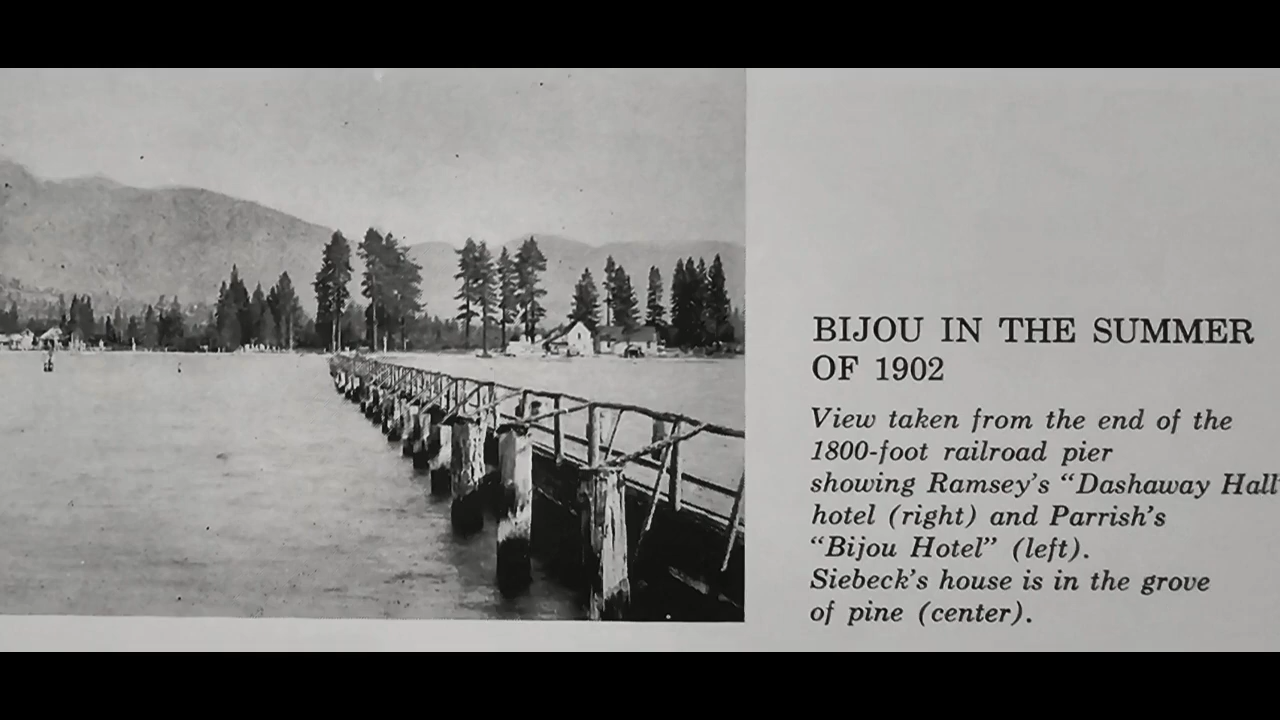 BIJOU IN THE SUMMER
OF 1902
View taken from the end of the
1800-foot railroad pier
showing Ramsey's “Dashaway Hall
hotel (right) and Parrish's
“Bijou Hotel” (left).
Siebeck's house is in the grove
of pine (center).